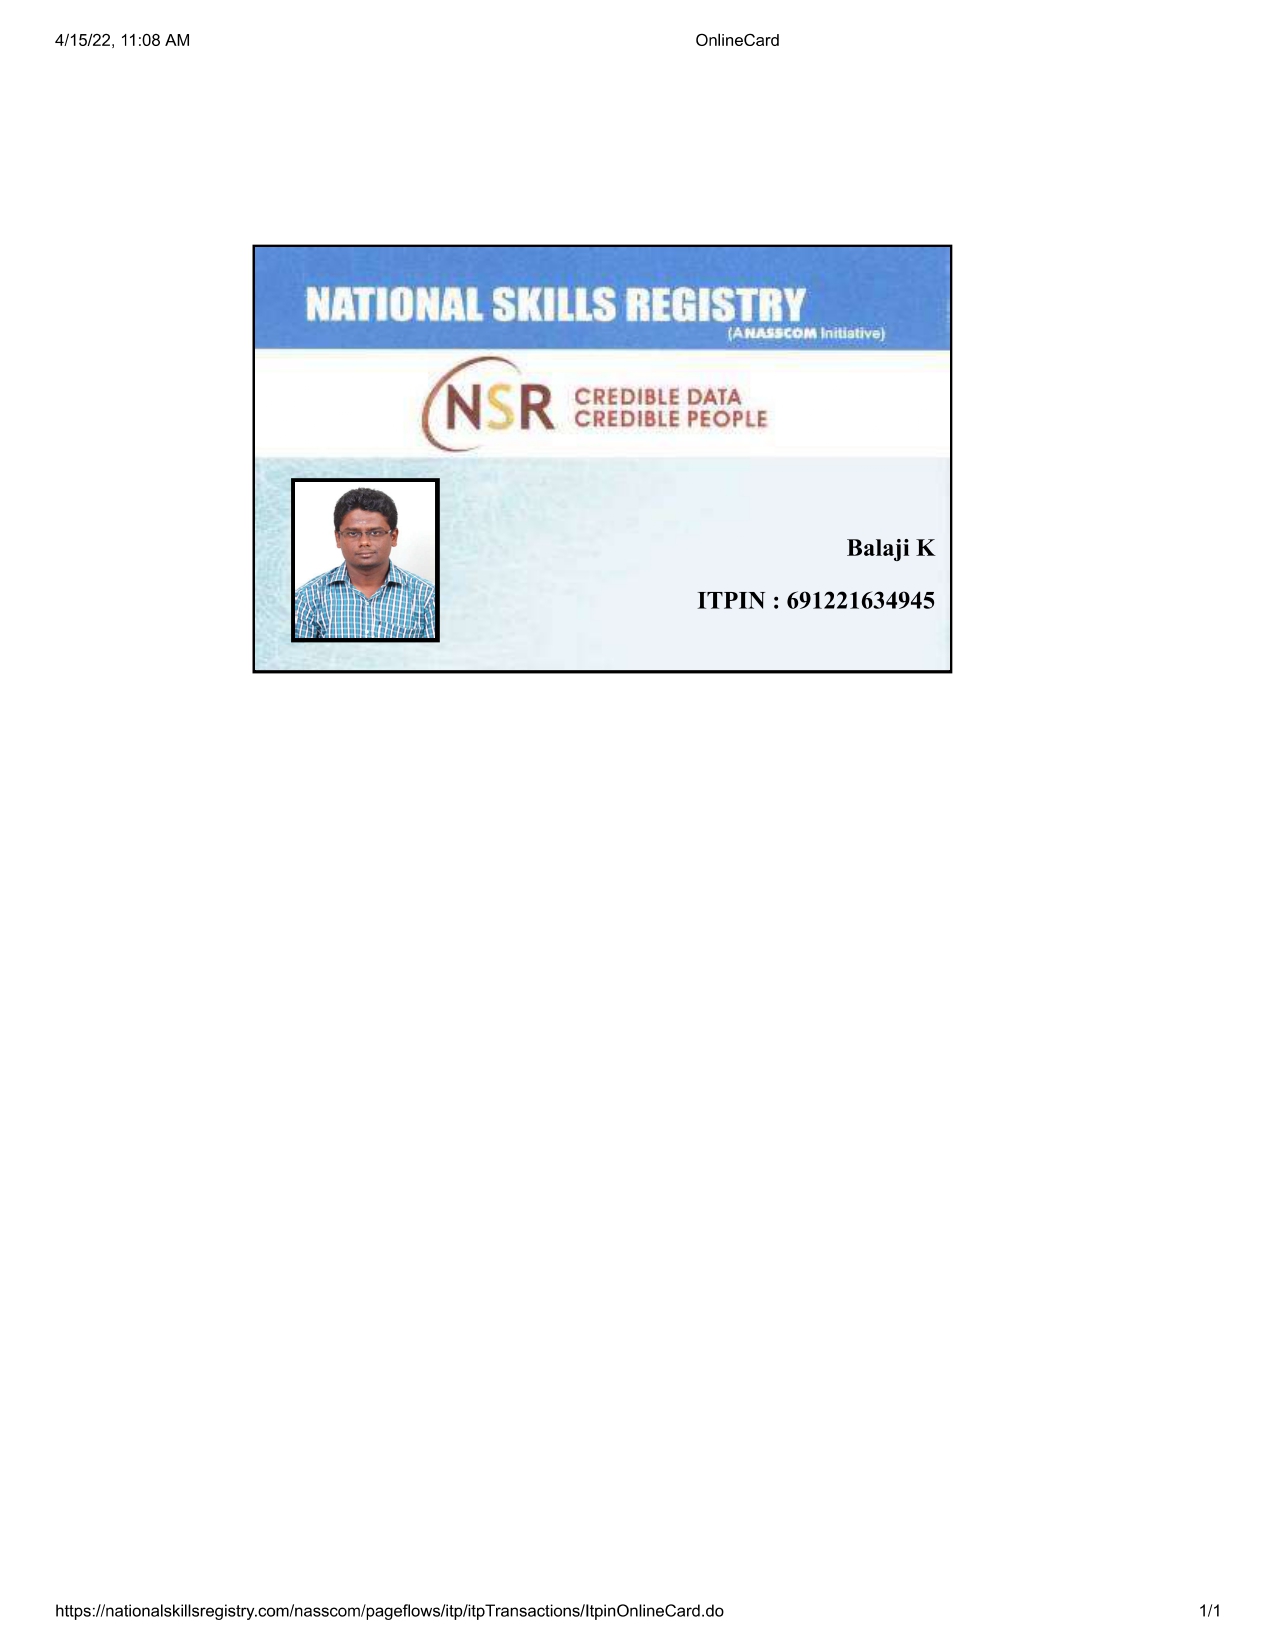 4/15/22, 11:08 AM
OnlineCard
NATIONAL SKILLS REGISTRY
(A NASSCOM Initiative)
NSR
CREDIBLE DATA
CREDIBLE PEOPLE
Balaji K
ITPIN : 691221634945
https://nationalskillsregistry.com/nasscom/pageflows/itp/itpTransactions/ItpinOnlineCard.do
1/1